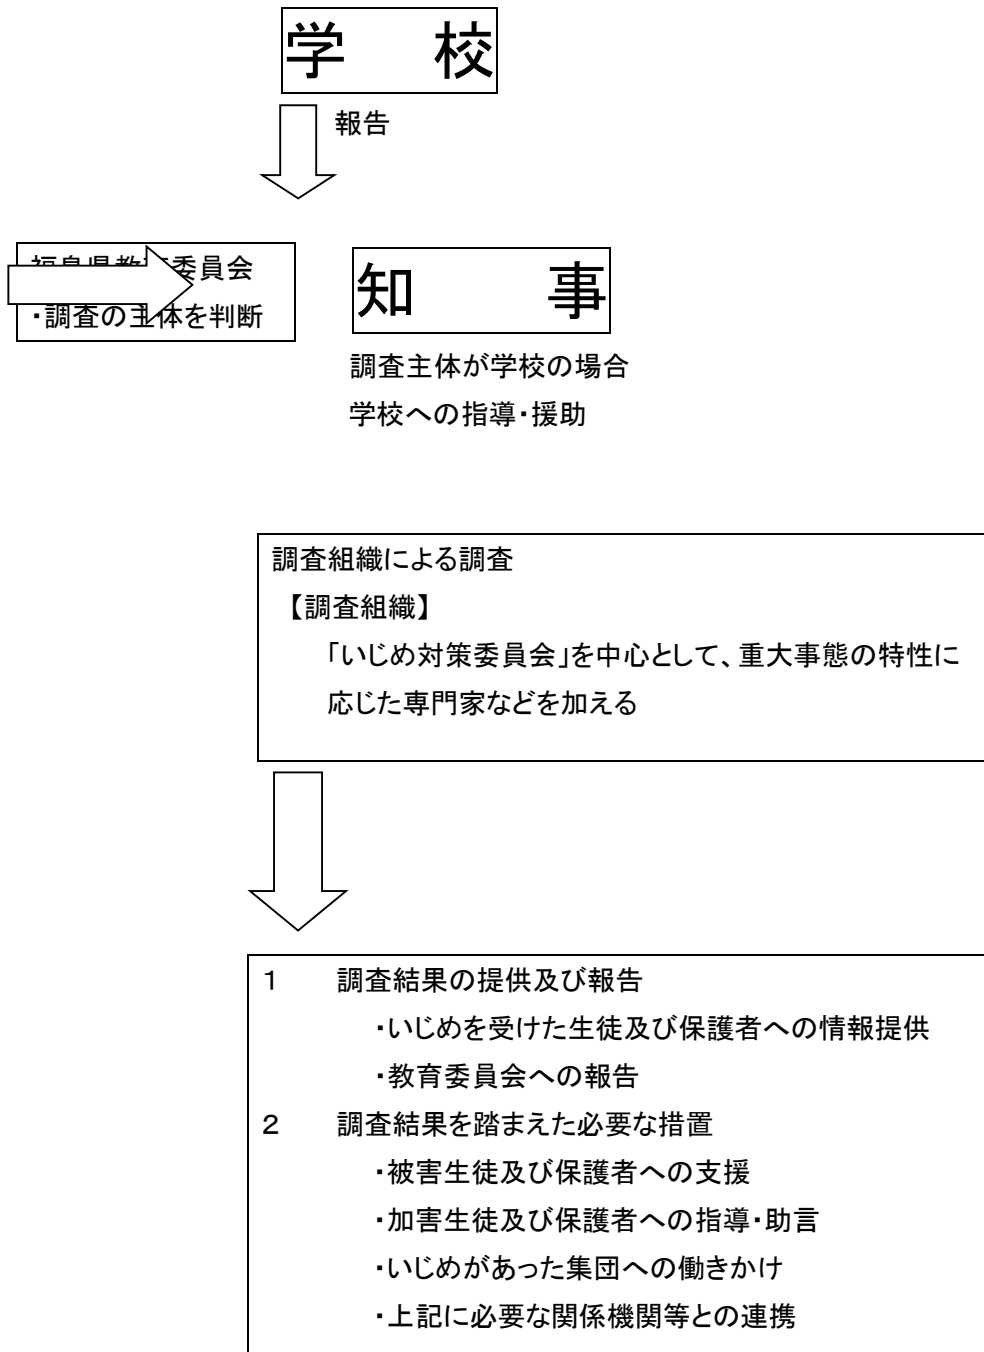 学　校
報告
福島県教育委員会
・調査の主体を判断
知　事
調査主体が学校の場合
学校への指導・援助
調査組織による調査
【調査組織】
「いじめ対策委員会」を中心として、重大事態の特性に
応じた専門家などを加える
１　調査結果の提供及び報告
・いじめを受けた生徒及び保護者への情報提供
・教育委員会への報告
２　調査結果を踏まえた必要な措置
・被害生徒及び保護者への支援
・加害生徒及び保護者への指導・助言
・いじめがあった集団への働きかけ
・上記に必要な関係機関等との連携